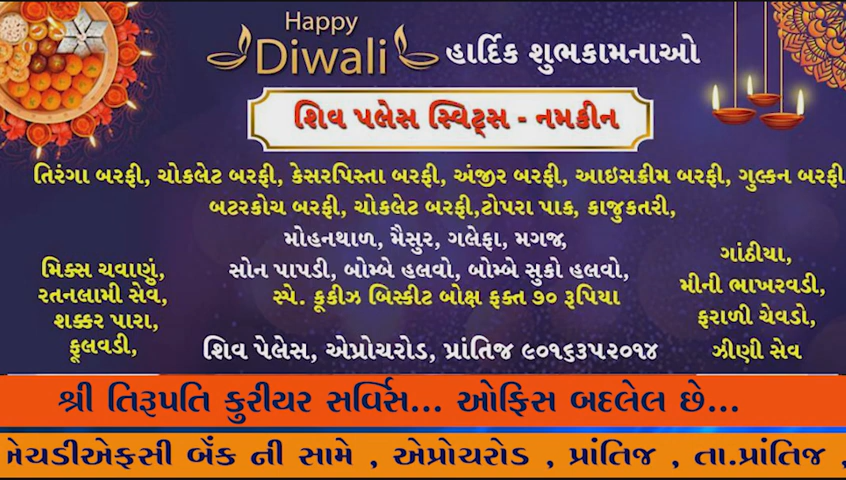 Happy
Diwali હાર્દિક શુભકામનાઓ
શિવ પલેસ સ્વિટ્સ - નમકીન
તિરંગા બરફી, ચોકલેટ બરફી, કેસરપિસ્તા બરફી, અંજીર બરફી, આઇસક્રીમ બરફી, ગુલ્કન બરફી
બટરકોચ બરફી, ચોકલેટ બરફી,ટોપરા પાક, કાજુકતરી,
મોહનથાળ, મૈસુર, ગલેફા, મગજ,
સોન પાપડી, બોમ્બે હલવો, બોમ્બે સુકો હલવો,
સ્પે. કૂકીઝ બિસ્કીટ બોક્ષ ફક્ત ૭૦ રૂપિયા
મિક્સ ચવાણું,
રતનલામી સેવ,
શક્કર પારા,
ફૂલવડી,
ગાંઠીયા,
મીની ભાખરવડી,
ફરાળી ચેવડો,
ઝીણી સેવ
શિવ પેલેસ, એપ્રોચરોડ, પ્રાંતિજ ૯૦૧૬૩૫૨૦૧૪
શ્રી તિરૂપતિ કુરીયર સર્વિસ... ઓફિસ બદલેલ છે...
એચડીએફસી બેંક ની સામે , એપ્રોચરોડ , પ્રાંતિજ , તા.પ્રાંતિજ ,